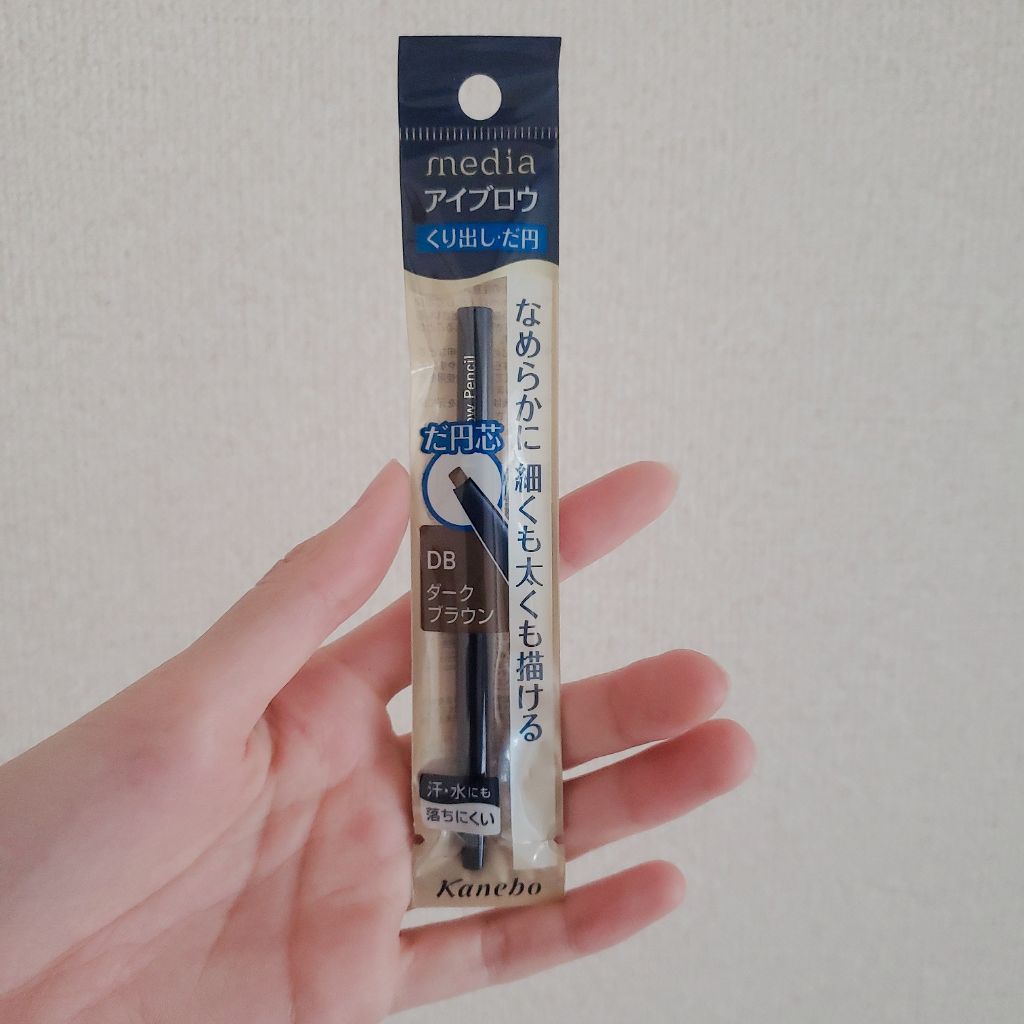 media
アイブロウ
くり出し・だ円
なめらかに 細くも太くも描ける
Pencil
だ円芯
DB
ダーク
ブラウン
汗・水にも
落ちにくい
Kanebo